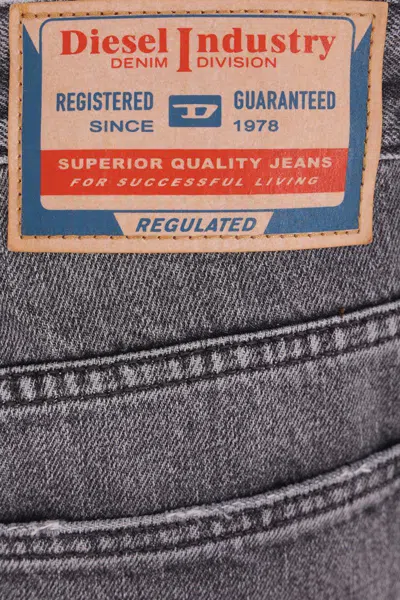 Diesel Industry
DENIM DIVISION
REGISTERED D GUARANTEED
SINCE 1978
SUPERIOR QUALITY JEANS
FOR SUCCESSFUL LIVING
REGULATED